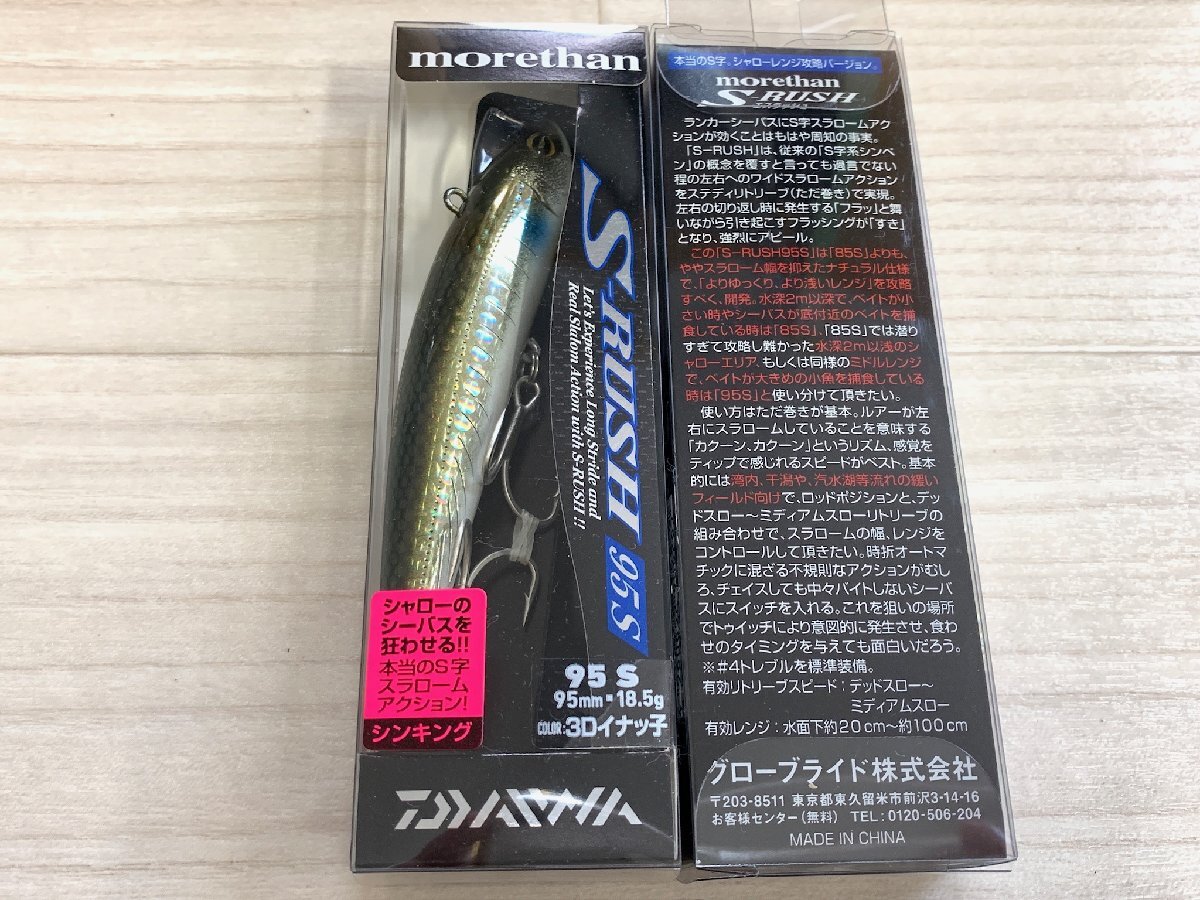 morethan
S-RUSH 95S
Let's Experience Long Stride and
Real Slalom Action with S-RUSH!!
シャローの
シーバスを
狂わせる!!
本当のS字
スラローム
アクション!
シンキング
95 S
95mm・18.5g
COLOR:3Dイナッ子
DAIWA
本当のS字。シャローレンジ攻略バージョン。
morethan
S-RUSH
エスラッシュ
ランカーシーバスにS字スラロームアク
ションが効くことはもはや周知の事実。
「S-RUSH」は、従来の「S字系シンペ
ン」の概念を覆すと言っても過言でない
程の左右へのワイドスラロームアクション
をステディリトリーブ(ただ巻き)で実現。
左右の切り返し時に発生する「フラッ」と舞
いながら引き起こすフラッシングが「すき」
となり、強烈にアピール。
この「S-RUSH95S」は「85S」よりも、
ややスラローム幅を抑えたナチュラル仕様
で、「よりゆっくり、より浅いレンジ」を攻略
すべく、開発。水深2m以深で、ベイトが小
さい時やシーバスが底付近のベイトを捕
食している時は「85S」、「85S」では潜り
すぎて攻略し難かった水深2m以浅のシ
ャローエリア、もしくは同様のミドルレンジ
で、ベイトが大きめの小魚を捕食している
時は「95S」と使い分けて頂きたい。
使い方はただ巻きが基本。ルアーが左
右にスラロームしていることを意味する
「カクーン、カクーン」というリズム、感覚を
ティップで感じれるスピードがベスト。基本
的には湾内、干潟や、汽水湖等流れの緩い
フィールド向けで、ロッドポジションと、デッ
ドスロー〜ミディアムスローリトリーブの
組み合わせで、スラロームの幅、レンジを
コントロールして頂きたい。時折オートマ
チックに混ざる不規則なアクションがむし
ろ、チェイスしても中々バイトしないシーバ
スにスイッチを入れる。これを狙いの場所
でトゥイッチにより意図的に発生させ、食わ
せのタイミングを与えても面白いだろう。
※#4トレブルを標準装備。
有効リトリーブスピード:デッドスロー〜
ミディアムスロー
有効レンジ:水面下約20cm〜約100cm
グローブライド株式会社
〒203-8511 東京都東久留米市前沢3-14-16
お客様センター(無料) TEL:0120-506-204
MADE IN CHINA